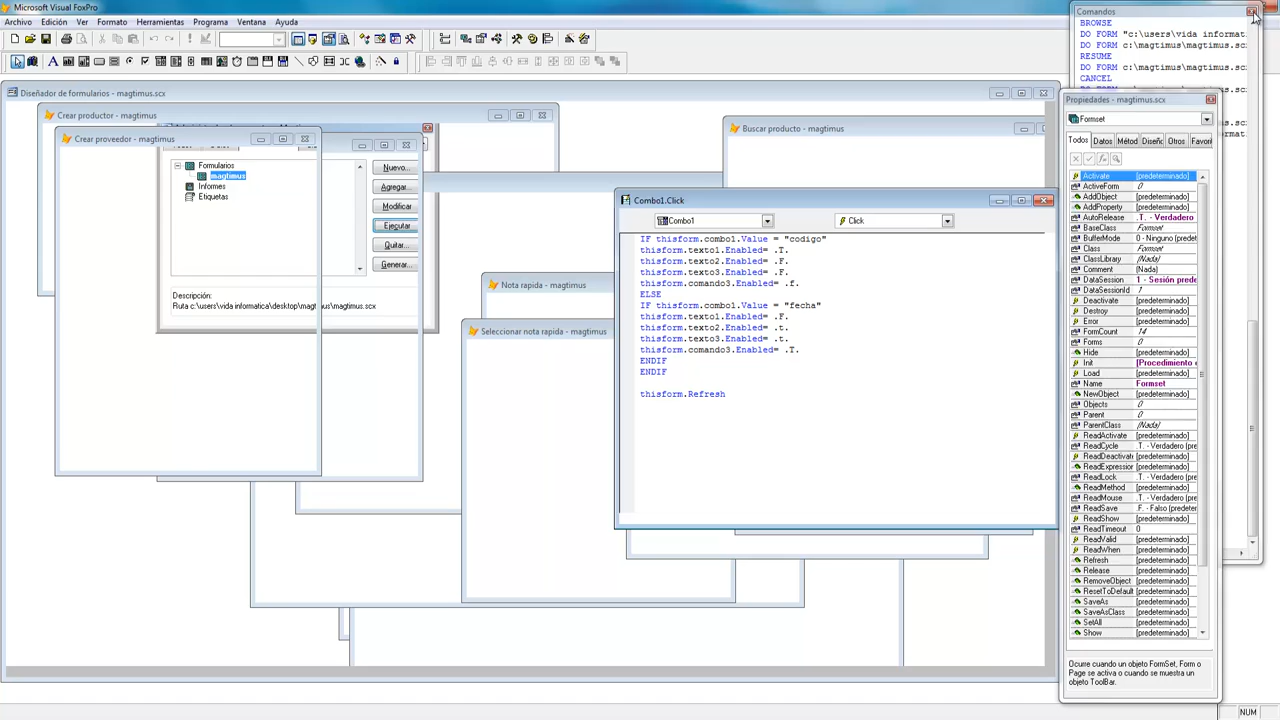 Microsoft Visual FoxPro
Archivo Edición Ver Formato Herramientas Programa Ventana Ayuda
Comandos
BROWSE
DO FORM "c:\users\vida informati
DO FORM c:\magtimus\magtimus.sc
RESUME
DO FORM c:\magtimus\magtimus.sc
CANCEL
Diseñador de formularios - magtimus.scx
Crear productor - magtimus
Crear proveedor - magtimus
Buscar producto - magtimus
Formularios
magtimus
Informes
Etiquetas
Nuevo...
Agregar...
Modificar
Ejecutar
Quitar...
Generar...
Descripción:
Ruta c:\users\vida informatica\desktop\magtimus\magtimus.scx
Nota rapida - magtimus
Seleccionar nota rapida - magtimus
Combo1.Click
Combo1 Click
IF thisform.combo1.Value = "codigo"
thisform.texto1.Enabled= .T.
thisform.texto2.Enabled= .F.
thisform.texto3.Enabled= .F.
thisform.comando3.Enabled= .f.
ELSE
IF thisform.combo1.Value = "fecha"
thisform.texto1.Enabled= .F.
thisform.texto2.Enabled= .t.
thisform.texto3.Enabled= .t.
thisform.comando3.Enabled= .T.
ENDIF
ENDIF
thisform.Refresh
Propiedades - magtimus.scx
Formset
Todos Datos Métod Diseñ Otros Favori
Activate [predeterminado]
ActiveForm 0
AddObject [predeterminado]
AddProperty [predeterminado]
AutoRelease .T. - Verdadero
BaseClass Formset
BufferMode 0 - Ninguno (predet
Class Formset
ClassLibrary (Nada)
Comment (Nada)
DataSession 1 - Sesión prede
DataSessionId 1
Deactivate [predeterminado]
Destroy [predeterminado]
Error [predeterminado]
FormCount 14
Forms 0
Hide [predeterminado]
Init [Procedimiento
Load [predeterminado]
Name Formset
NewObject [predeterminado]
Objects 0
Parent 0
ParentClass (Nada)
ReadActivate [predeterminado]
ReadCycle .T. - Verdadero (pre
ReadDeactivate [predeterminado]
ReadExpression [predeterminado]
ReadLock .T. - Verdadero (pre
ReadMethod [predeterminado]
ReadMouse .T. - Verdadero (pre
ReadSave .F. - Falso (predeter
ReadShow [predeterminado]
ReadTimeout 0
ReadValid [predeterminado]
ReadWhen [predeterminado]
Refresh [predeterminado]
Release [predeterminado]
RemoveObject [predeterminado]
ResetToDefault [predeterminado]
SaveAs [predeterminado]
SaveAsClass [predeterminado]
SetAll [predeterminado]
Show [predeterminado]
Ocurre cuando un objeto FormSet, Form o
Page se activa o cuando se muestra un
objeto ToolBar.
NUM